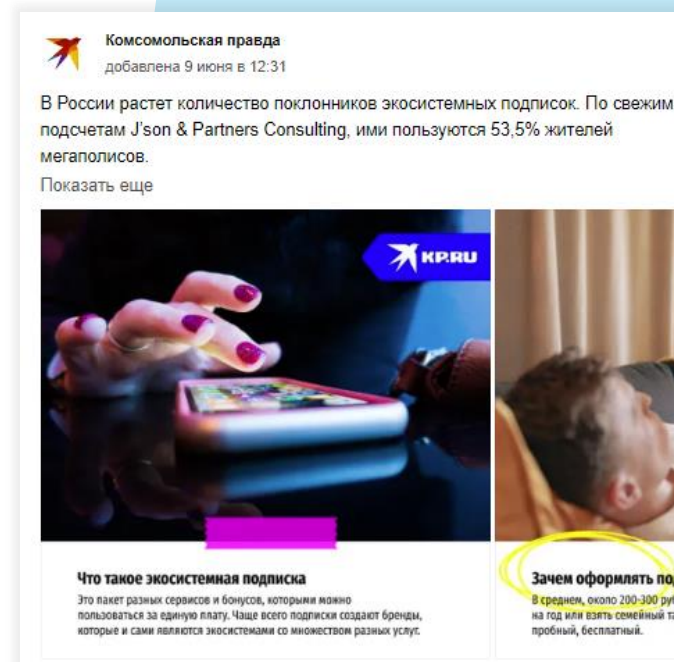 Комсомольская правда
добавлена 9 июня в 12:31
В России растет количество поклонников экосистемных подписок. По свежим
подсчетам J'son & Partners Consulting, ими пользуются 53,5% жителей
мегаполисов.
Показать еще
KP.RU
Что такое экосистемная подписка
Это пакет разных сервисов и бонусов, которыми можно
пользоваться за единую плату. Чаще всего подписки создают бренды,
которые и сами являются экосистемами со множеством разных услуг.
Зачем оформлять
В среднем, около 200-300
на год или взять семейный
пробный, бесплатный.